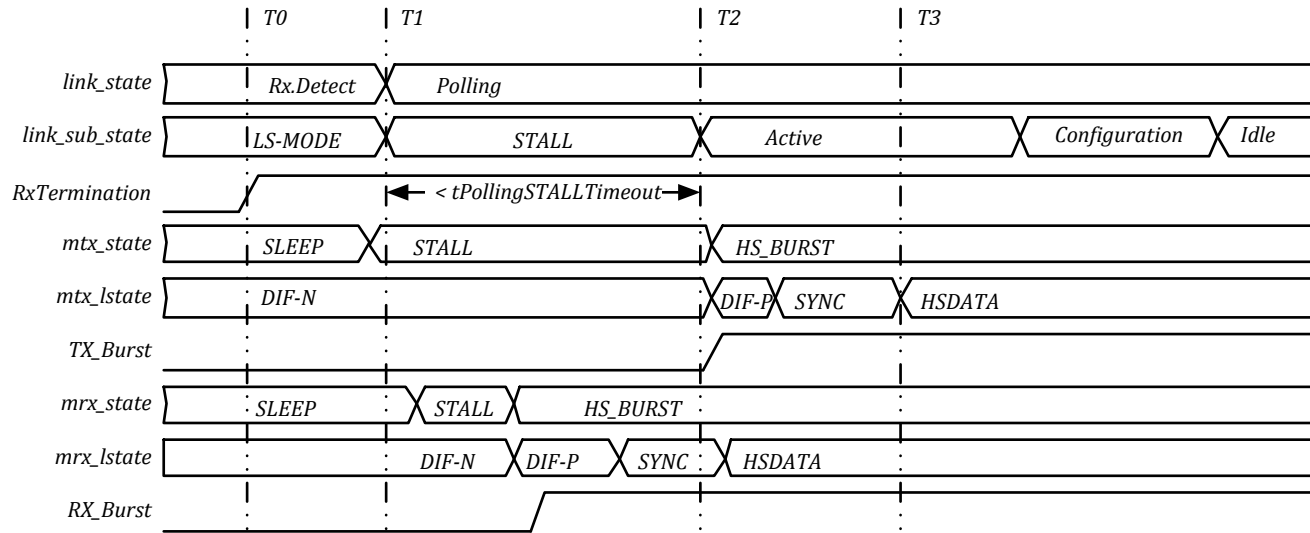 T0 T1 T2 T3
link_state Rx.Detect Polling
link_sub_state LS-MODE STALL Active Configuration Idle
RxTermination < tPollingSTALLTimeout
mtx_state SLEEP STALL HS_BURST
mtx_lstate DIF-N DIF-P SYNC HSDATA
TX_Burst
mrx_state SLEEP STALL HS_BURST
mrx_lstate DIF-N DIF-P SYNC HSDATA
RX_Burst